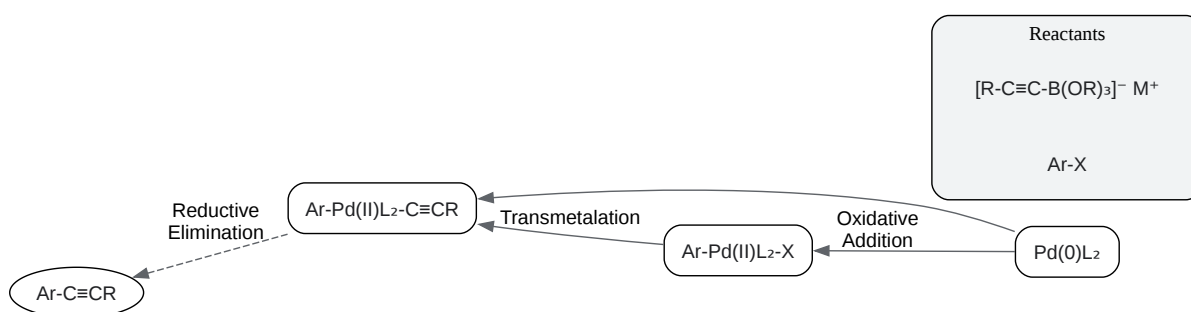 Reactants
[R-C≡C-B(OR)₃]⁻ M⁺
Ar-X
Reductive
Elimination
Ar-Pd(II)L₂-C≡CR
Transmetalation
Oxidative
Addition
Ar-Pd(II)L₂-X
Pd(0)L₂
Ar-C≡CR